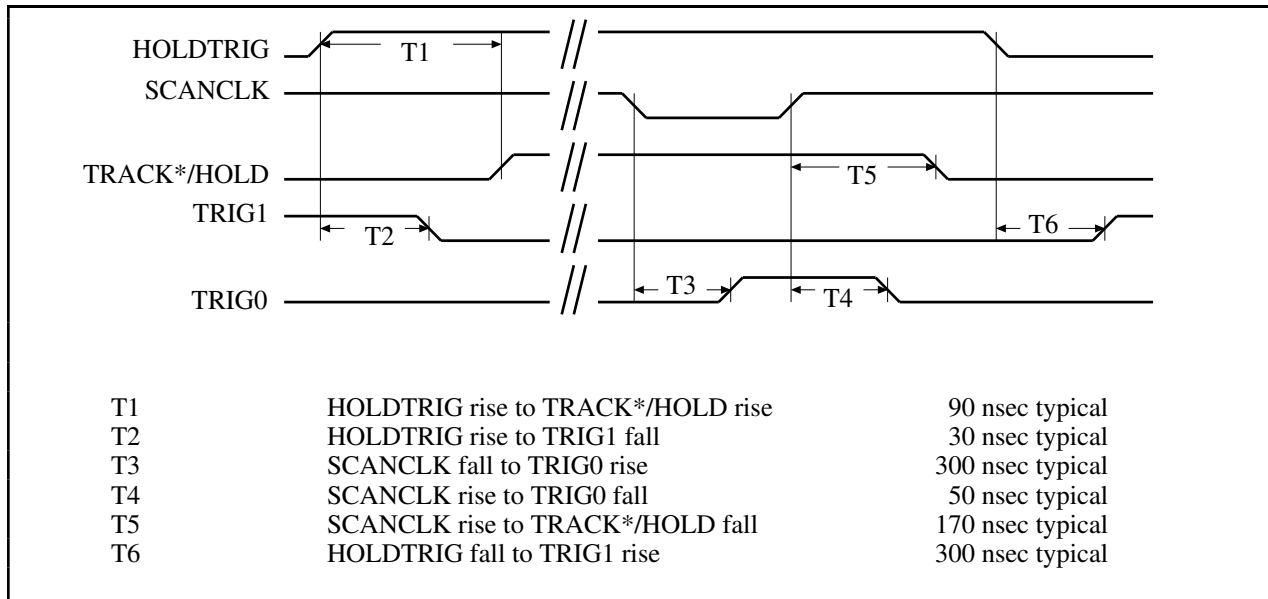 HOLDTRIG
T1
SCANCLK
TRACK*/HOLD
T5
TRIG1
T2
T6
T3
T4
TRIG0
T1 HOLDTRIG rise to TRACK*/HOLD rise 90 nsec typical
T2 HOLDTRIG rise to TRIG1 fall 30 nsec typical
T3 SCANCLK fall to TRIG0 rise 300 nsec typical
T4 SCANCLK rise to TRIG0 fall 50 nsec typical
T5 SCANCLK rise to TRACK*/HOLD fall 170 nsec typical
T6 HOLDTRIG fall to TRIG1 rise 300 nsec typical